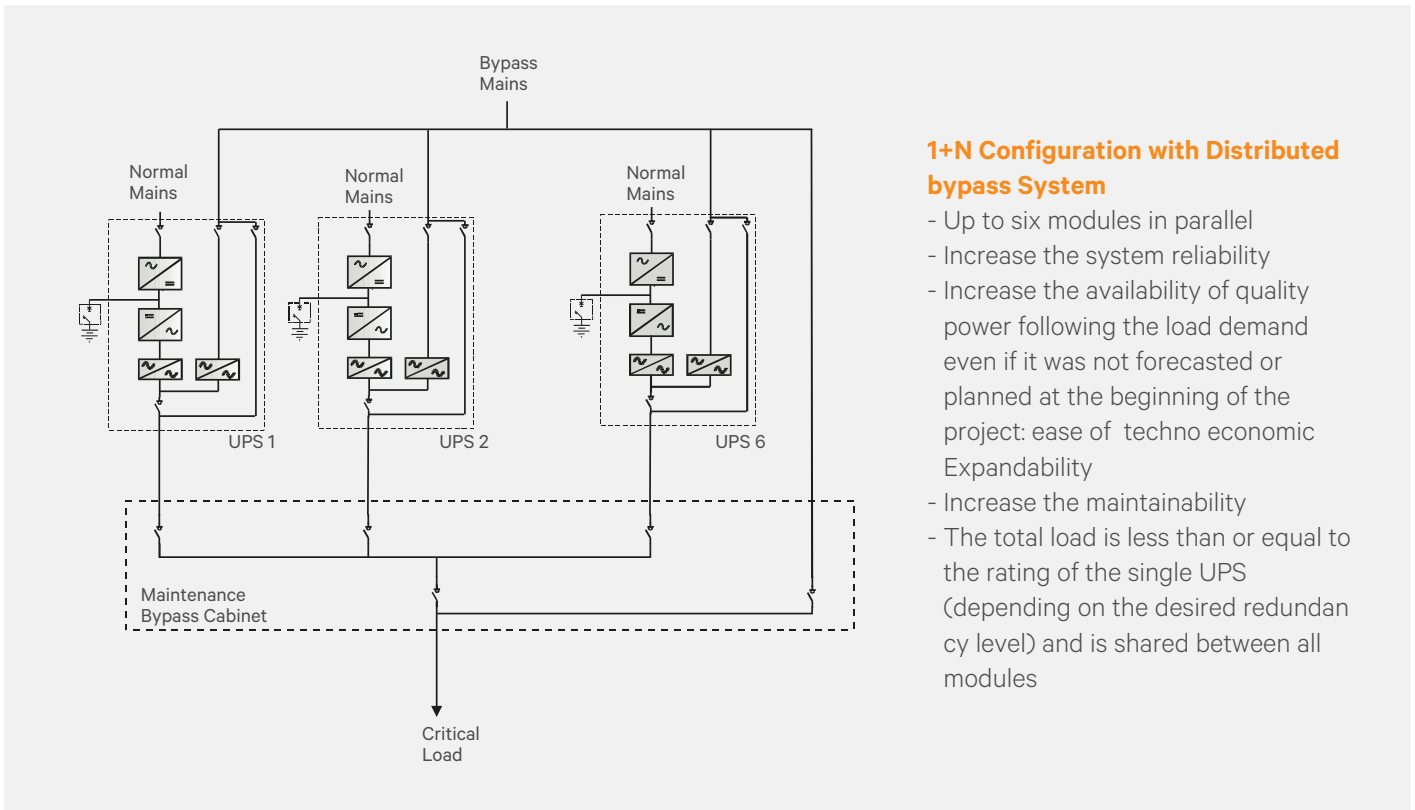 Bypass
Mains
Normal
Mains
Normal
Mains
Normal
Mains
UPS 1
UPS 2
UPS 6
Maintenance
Bypass Cabinet
Critical
Load
1+N Configuration with Distributed
bypass System
- Up to six modules in parallel
- Increase the system reliability
- Increase the availability of quality
power following the load demand
even if it was not forecasted or
planned at the beginning of the
project: ease of  techno economic
Expandability
- Increase the maintainability
- The total load is less than or equal to
the rating of the single UPS
(depending on the desired redundan
cy level) and is shared between all
modules